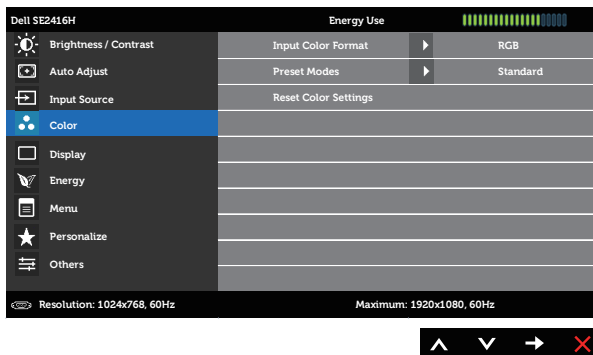 Dell SE2416H Energy Use
Brightness / Contrast Input Color Format RGB
Auto Adjust Preset Modes Standard
Input Source Reset Color Settings
Color
Display
Energy
Menu
Personalize
Others
Resolution: 1024x768, 60Hz Maximum: 1920x1080, 60Hz